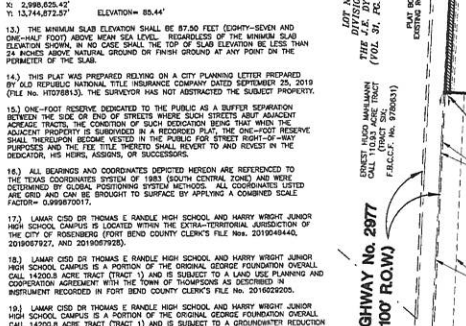 X: 2,998,625.42'
Y: 13,744,872.57' ELEVATION= 85.44'
13.) THE MINIMUM SLAB ELEVATION SHALL BE 87.50 FEET (EIGHTY-SEVEN AND
ONE-HALF FOOT) ABOVE MEAN SEA LEVEL. REGARDLESS OF THE MINIMUM SLAB
ELEVATION SHOWN, IN NO CASE SHALL THE TOP OF SLAB ELEVATION BE LESS THAN
24 INCHES ABOVE NATURAL GROUND OR FINISH GROUND AT ANY POINT ON THE
PERIMETER OF THE SLAB.
14.) THIS PLAT WAS PREPARED RELYING ON A CITY PLANNING LETTER PREPARED
BY OLD REPUBLIC NATIONAL TITLE INSURANCE COMPANY DATED SEPTEMBER 25, 2019
(FILE No. HT078813). THE SURVEYOR HAS NOT ABSTRACTED THE SUBJECT PROPERTY.
15.) ONE-FOOT RESERVE DEDICATED TO THE PUBLIC AS A BUFFER SEPARATION
BETWEEN THE SIDE OR END OF STREETS WHERE SUCH STREETS ABUT ADJACENT
ACREAGE TRACTS, THE CONDITION OF SUCH DEDICATION BEING THAT WHEN THE
ADJACENT PROPERTY IS SUBDIVIDED IN A RECORDED PLAT, THE ONE-FOOT RESERVE
SHALL THEREUPON BECOME VESTED IN THE PUBLIC FOR STREET RIGHT-OF-WAY
PURPOSES AND THE FEE TITLE THERETO SHALL REVERT TO AND REVEST IN THE
DEDICATOR, HIS HEIRS, ASSIGNS, OR SUCCESSORS.
16.) ALL BEARINGS AND COORDINATES DEPICTED HEREON ARE REFERENCED TO
THE TEXAS COORDINATES SYSTEM OF 1983 (SOUTH CENTRAL ZONE) AND WERE
DETERMINED BY GLOBAL POSITIONING SYSTEM METHODS. ALL COORDINATES LISTED
ARE GRID AND CAN BE BROUGHT TO SURFACE BY APPLYING A COMBINED SCALE
FACTOR= 0.999870017.
17.) LAMAR CISD DR THOMAS E RANDLE HIGH SCHOOL AND HARRY WRIGHT JUNIOR
HIGH SCHOOL CAMPUS IS LOCATED WITHIN THE EXTRA-TERRITORIAL JURISDICTION OF
THE CITY OF ROSENBERG (FORT BEND COUNTY CLERK'S FILE Nos. 2019049440,
2019087927, AND 2019087928).
18.) LAMAR CISD DR THOMAS E RANDLE HIGH SCHOOL AND HARRY WRIGHT JUNIOR
HIGH SCHOOL CAMPUS IS A PORTION OF THE ORIGINAL GEORGE FOUNDATION OVERALL
CALL 14200.8 ACRE TRACT (TRACT 1) AND IS SUBJECT TO A LAND USE PLANNING AND
COOPERATION AGREEMENT WITH THE TOWN OF THOMPSONS AS DESCRIBED IN
INSTRUMENT RECORDED IN FORT BEND COUNTY CLERK'S FILE No. 2016029205.
19.) LAMAR CISD DR THOMAS E RANDLE HIGH SCHOOL AND HARRY WRIGHT JUNIOR
HIGH SCHOOL CAMPUS IS A PORTION OF THE ORIGINAL GEORGE FOUNDATION OVERALL
CALL 14200.8 ACRE TRACT (TRACT 1) AND IS SUBJECT TO A GROUNDWATER REDUCTION
LOT
DIVISION
THE J.E. DY
(VOL 31, PG.
PLAT BO
EXISTING RO
ERNEST HUGO MAHLMANN
CALL 110.93 ACRE TRACT
(TRACT SIX:
F.B.C.C.F. No. 9780631)
GHWAY No. 2977
(100' R.O.W.)